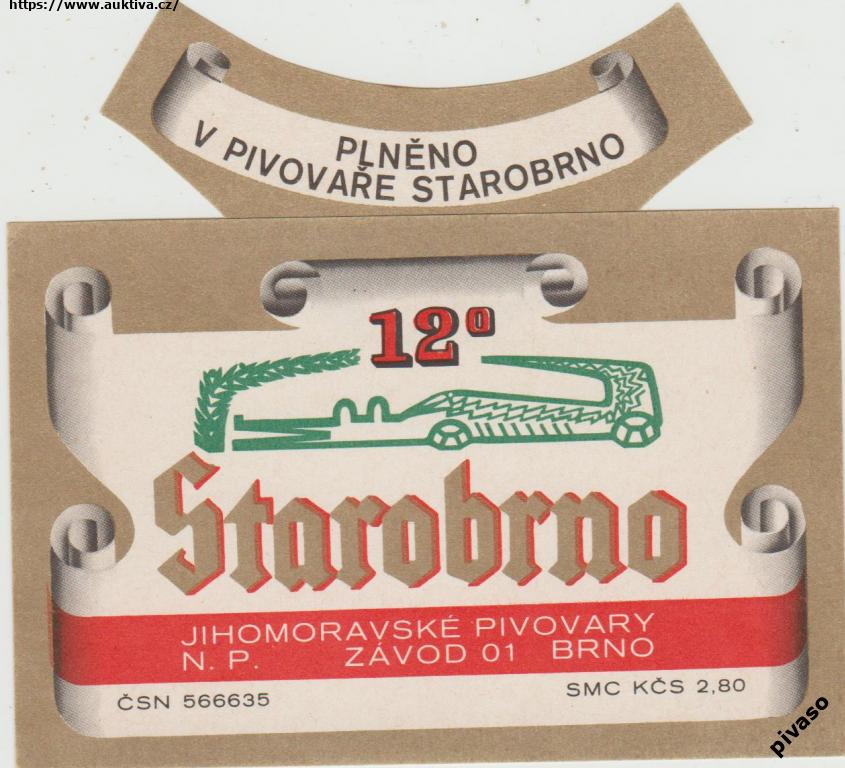 https://www.auktiva.cz/
PLNĚNO
V PIVOVAŘE STAROBRNO
12º
Starobrno
JIHOMORAVSKÉ PIVOVARY
N. P. ZÁVOD 01 BRNO
ČSN 566635
SMC KČS 2,80
pivaso